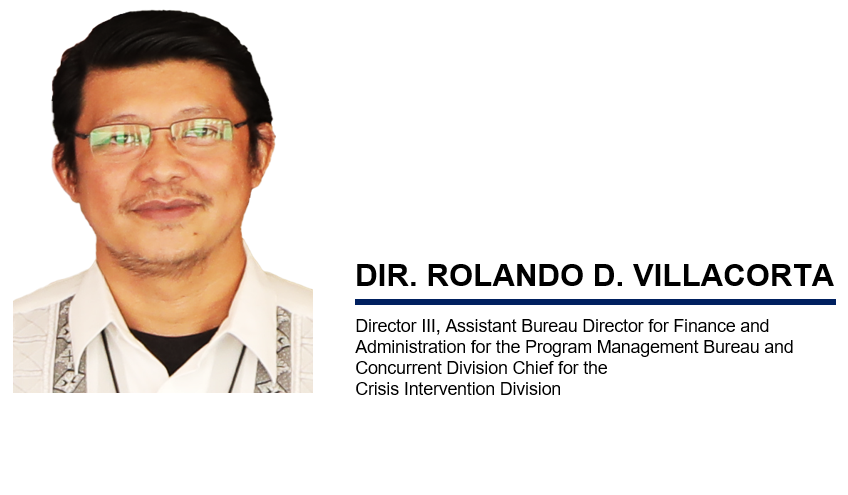 DIR. ROLANDO D. VILLACORTA
Director III, Assistant Bureau Director for Finance and
Administration for the Program Management Bureau and
Concurrent Division Chief for the
Crisis Intervention Division